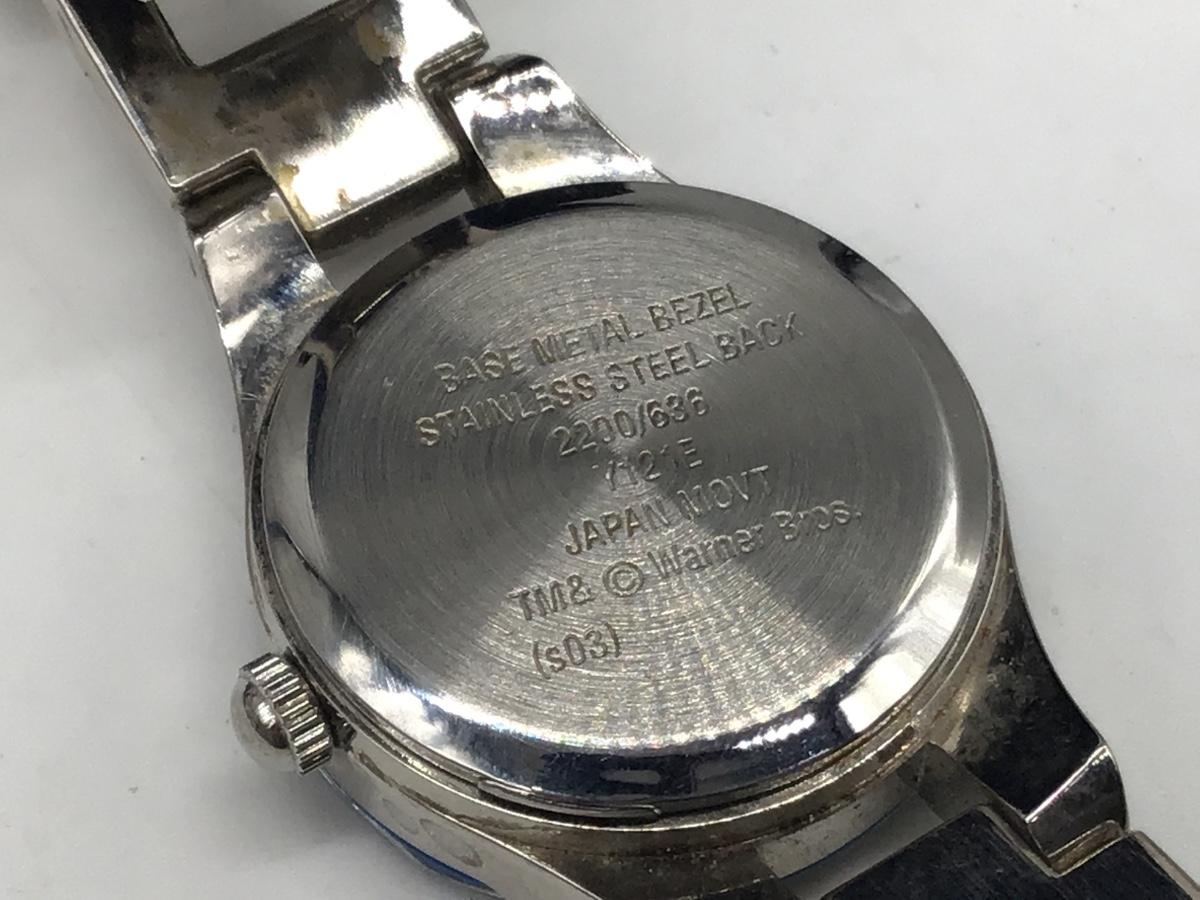 BASE METAL BEZEL
STAINLESS STEEL BACK
2200/636
Y121E
JAPAN MOVT
TM& © Warner Bros.
(s03)